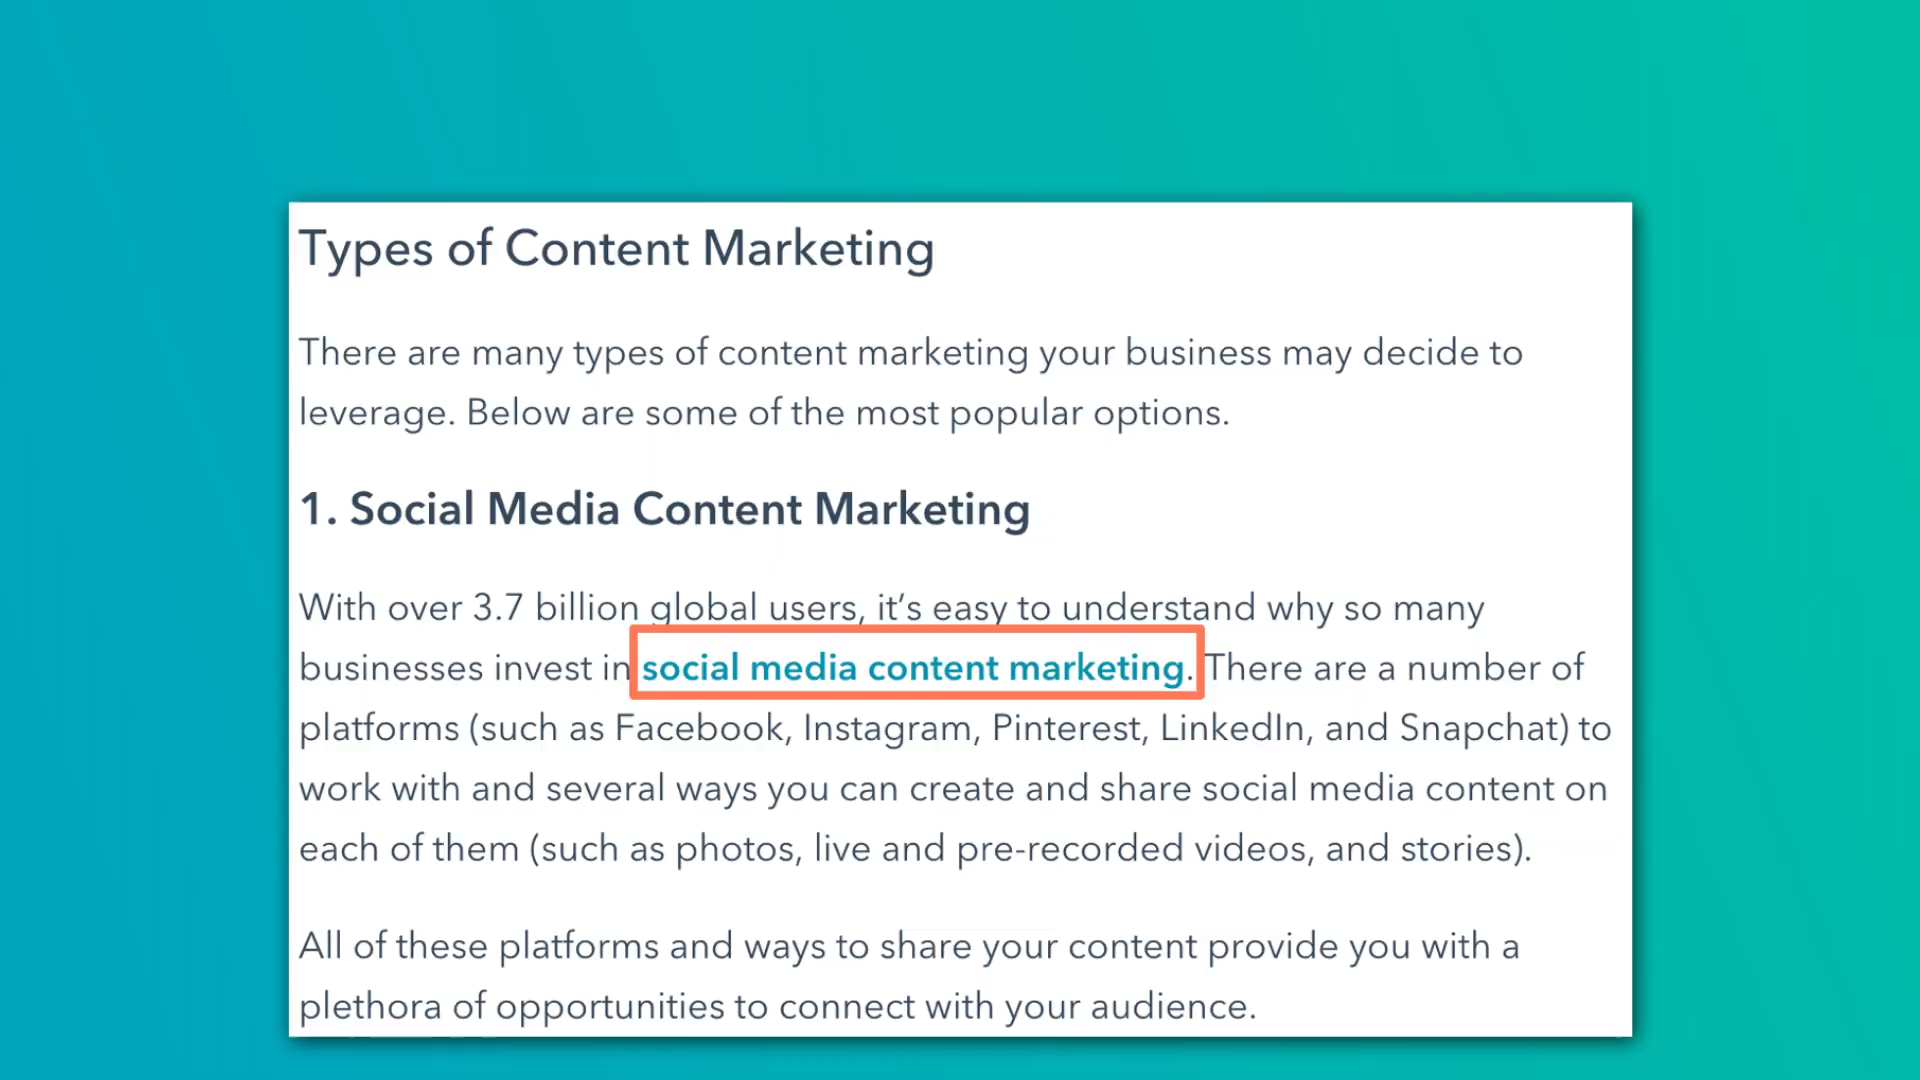 Types of Content Marketing
There are many types of content marketing your business may decide to
leverage. Below are some of the most popular options.
1. Social Media Content Marketing
With over 3.7 billion global users, it’s easy to understand why so many
businesses invest in social media content marketing. There are a number of
platforms (such as Facebook, Instagram, Pinterest, LinkedIn, and Snapchat) to
work with and several ways you can create and share social media content on
each of them (such as photos, live and pre-recorded videos, and stories).
All of these platforms and ways to share your content provide you with a
plethora of opportunities to connect with your audience.